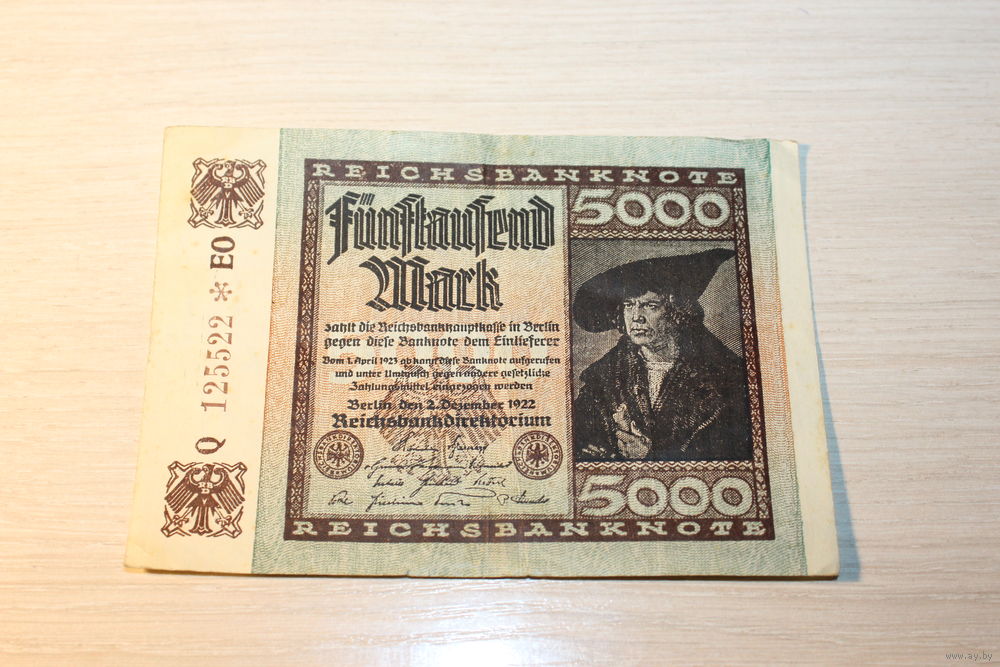 REICHSBANKNOTE
Fünftausend
Mark
5000
zahlt die Reichsbankhauptkasse in Berlin
gegen diese Banknote dem Einlieferer
Vom 1. April 1923 ab kann diese Banknote aufgerufen
und unter Umtausch gegen andere gesetzliche
Zahlungsmittel eingezogen werden
Berlin, den 2. Dezember 1922
Reichsbankdirektorium
5000
REICHSBANKNOTE
Q 125522 * EO
www.ay.by